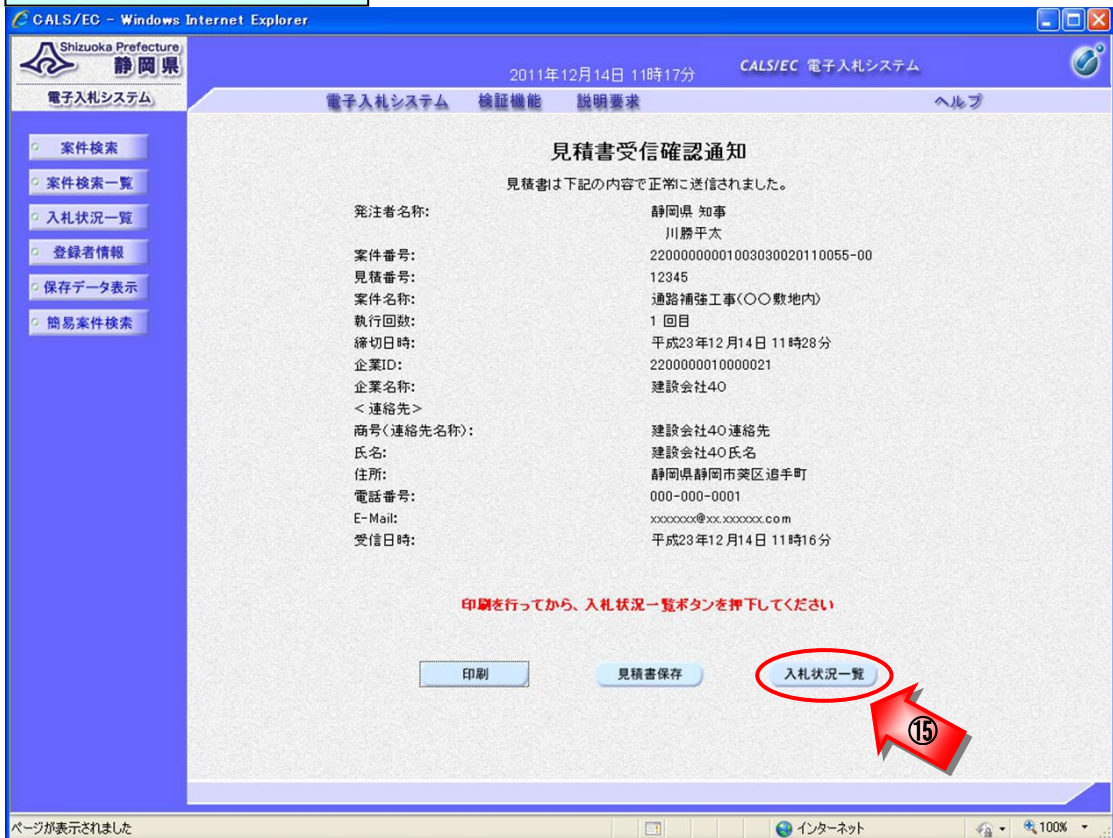 CALS/EC - Windows Internet Explorer
Shizuoka Prefecture
静岡県
電子入札システム
2011年12月14日 11時17分
CALS/EC 電子入札システム
電子入札システム 検証機能 説明要求 ヘルプ
案件検索
案件検索一覧
入札状況一覧
登録者情報
保存データ表示
簡易案件検索
見積書受信確認通知
見積書は下記の内容で正常に送信されました。
発注者名称: 静岡県 知事
川勝平太
案件番号: 22000000001003030020110055-00
見積番号: 12345
案件名称: 通路補強工事(○○敷地内)
執行回数: 1 回目
締切日時: 平成23年12月14日 11時28分
企業ID: 2200000010000021
企業名称: 建設会社40
<連絡先>
商号(連絡先名称): 建設会社40連絡先
氏名: 建設会社40氏名
住所: 静岡県静岡市葵区追手町
電話番号: 000-000-0001
E-Mail: xxxxxxx@xx.xxxxxx.com
受信日時: 平成23年12月14日 11時16分
印刷を行ってから、入札状況一覧ボタンを押下してください
印刷 見積書保存 入札状況一覧
⑮
ページが表示されました インターネット 100%